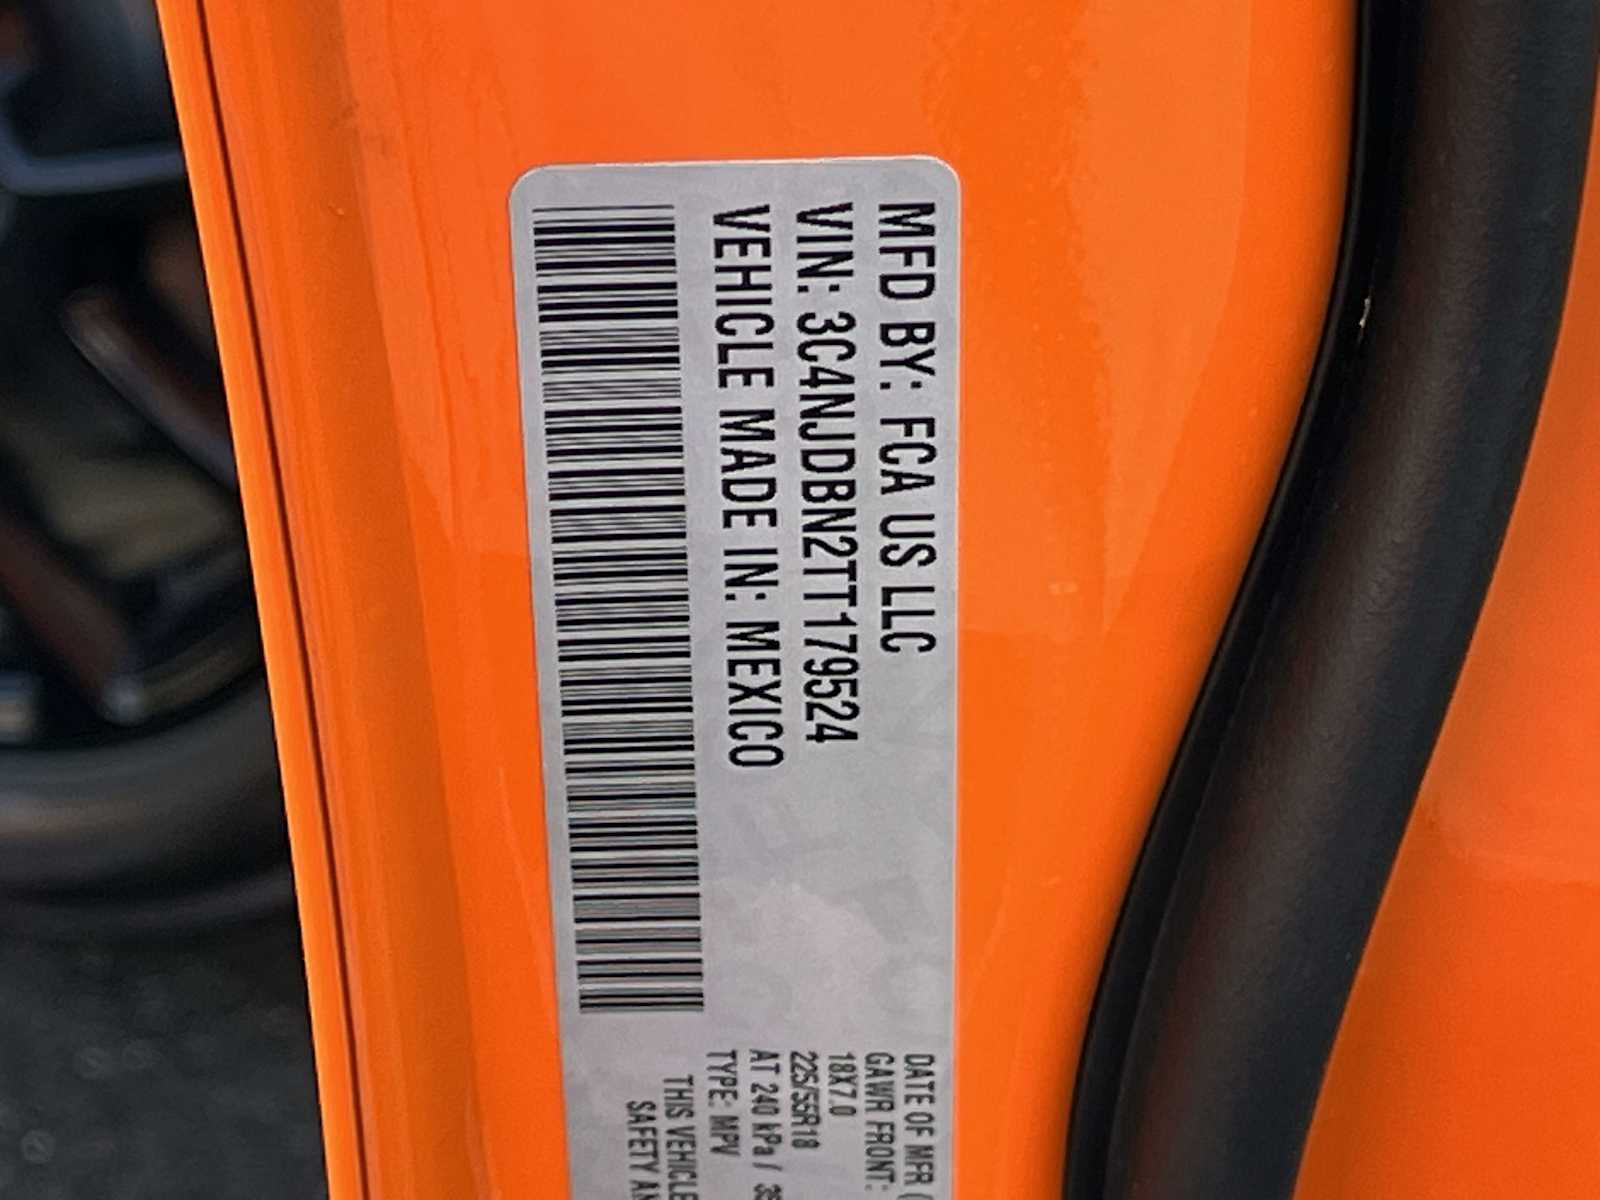 MFD BY: FCA US LLC
VIN: 3C4NJDBN2TT179524
VEHICLE MADE IN: MEXICO
DATE OF MFR (
GAWR FRONT:
18X7.0
225/55R18
AT 240 kPa /
TYPE: MPV
THIS VEHICLE
SAFETY